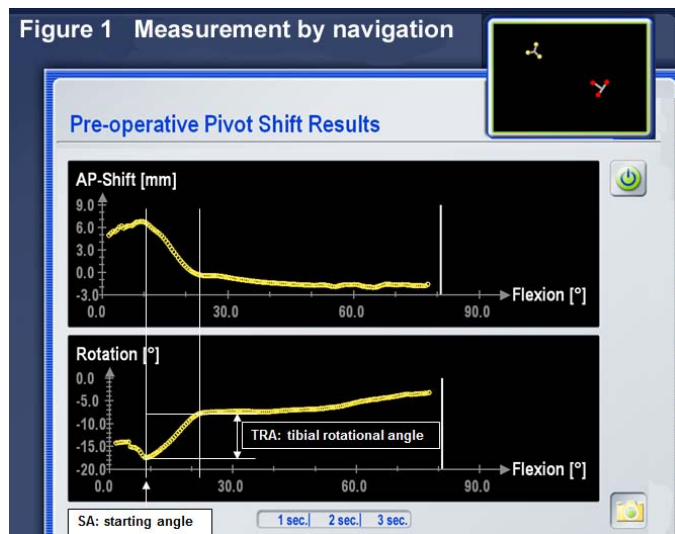 Figure 1 Measurement by navigation
Pre-operative Pivot Shift Results
AP-Shift [mm]
9.0
6.0
3.0
0.0
-3.0
Flexion [°]
0.0 30.0 60.0 90.0
Rotation [°]
0.0
-5.0
-10.0
TRA: tibial rotational angle
-15.0
-20.0
Flexion [°]
0.0 30.0 60.0 90.0
SA: starting angle
1 sec.| 2 sec.| 3 sec.